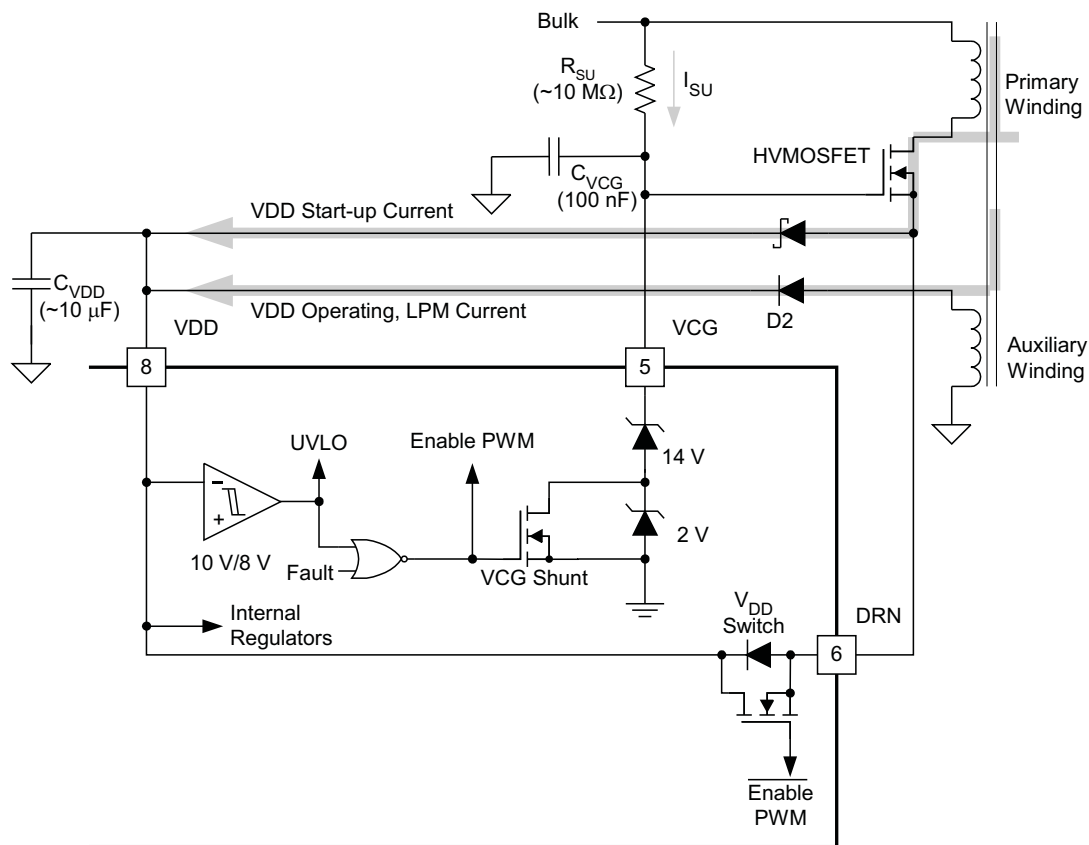 Bulk
R_SU
(~10 MΩ)
I_SU
Primary
Winding
HVMOSFET
C_VCG
(100 nF)
VDD Start-up Current
C_VDD
(~10 μF)
VDD Operating, LPM Current
D2
VDD
VCG
Auxiliary
Winding
8
5
UVLO
Enable PWM
14 V
-
+
2 V
10 V/8 V
Fault
VCG Shunt
Internal
Regulators
V_DD
Switch
DRN
6
Enable
PWM